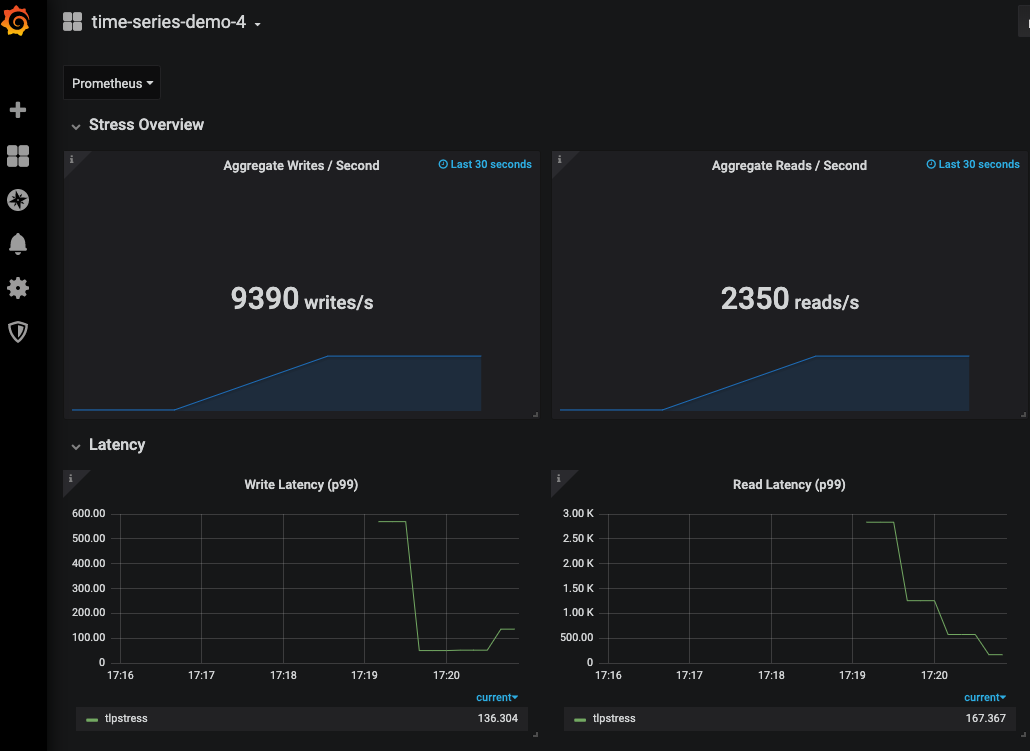 time-series-demo-4
Prometheus
Stress Overview
i
Aggregate Writes / Second
Last 30 seconds
9390 writes/s
i
Aggregate Reads / Second
Last 30 seconds
2350 reads/s
Latency
i
Write Latency (p99)
600.00
500.00
400.00
300.00
200.00
100.00
0
17:16 17:17 17:18 17:19 17:20
current
tlpstress 136.304
i
Read Latency (p99)
3.00 K
2.50 K
2.00 K
1.50 K
1.00 K
500.00
0
17:16 17:17 17:18 17:19 17:20
current
tlpstress 167.367